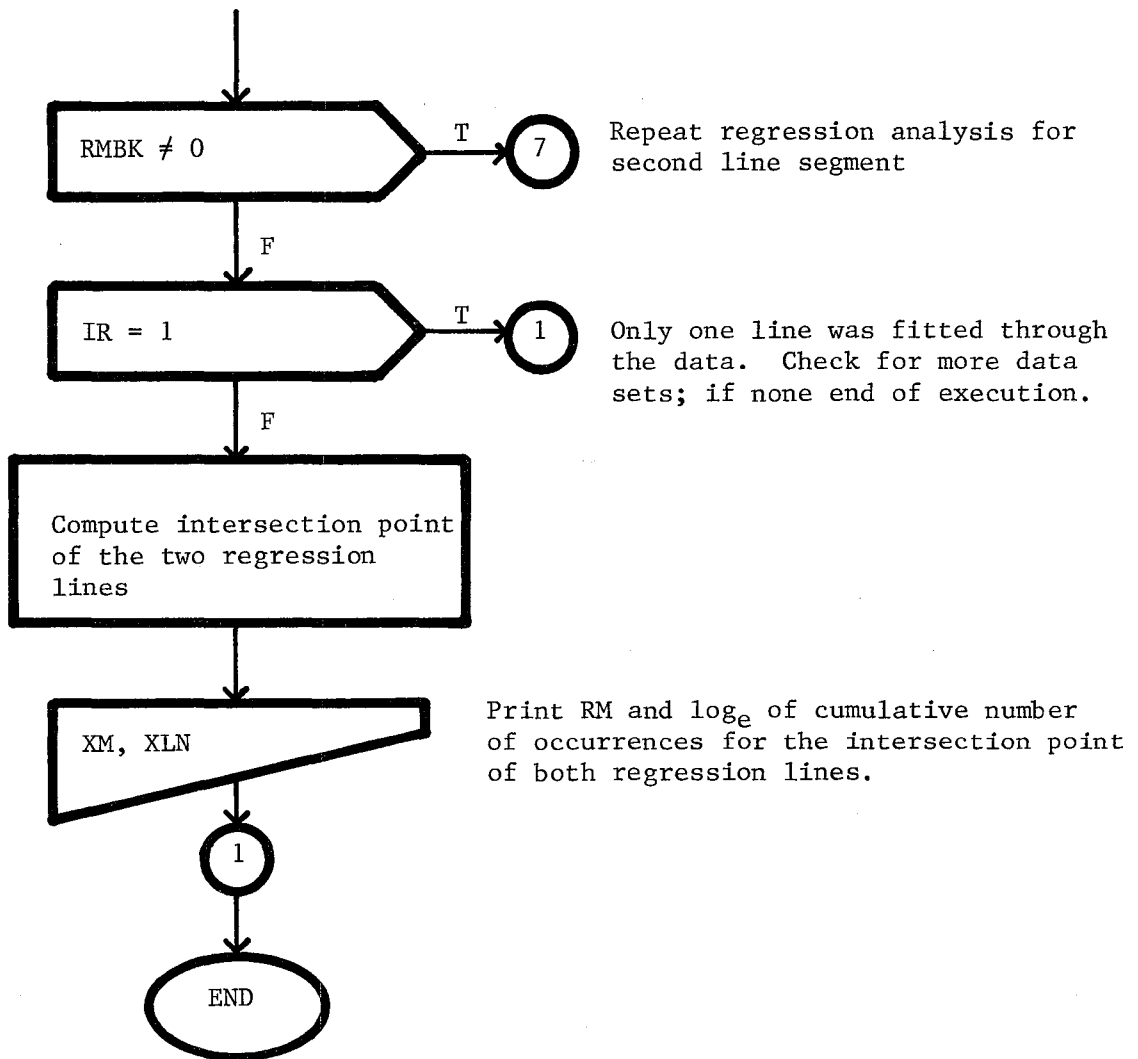 RMBK ≠ 0
T
7
Repeat regression analysis for
second line segment
F
IR = 1
T
1
Only one line was fitted through
the data. Check for more data
sets; if none end of execution.
F
Compute intersection point
of the two regression
lines
XM, XLN
Print RM and logₑ of cumulative number
of occurrences for the intersection point
of both regression lines.
1
END